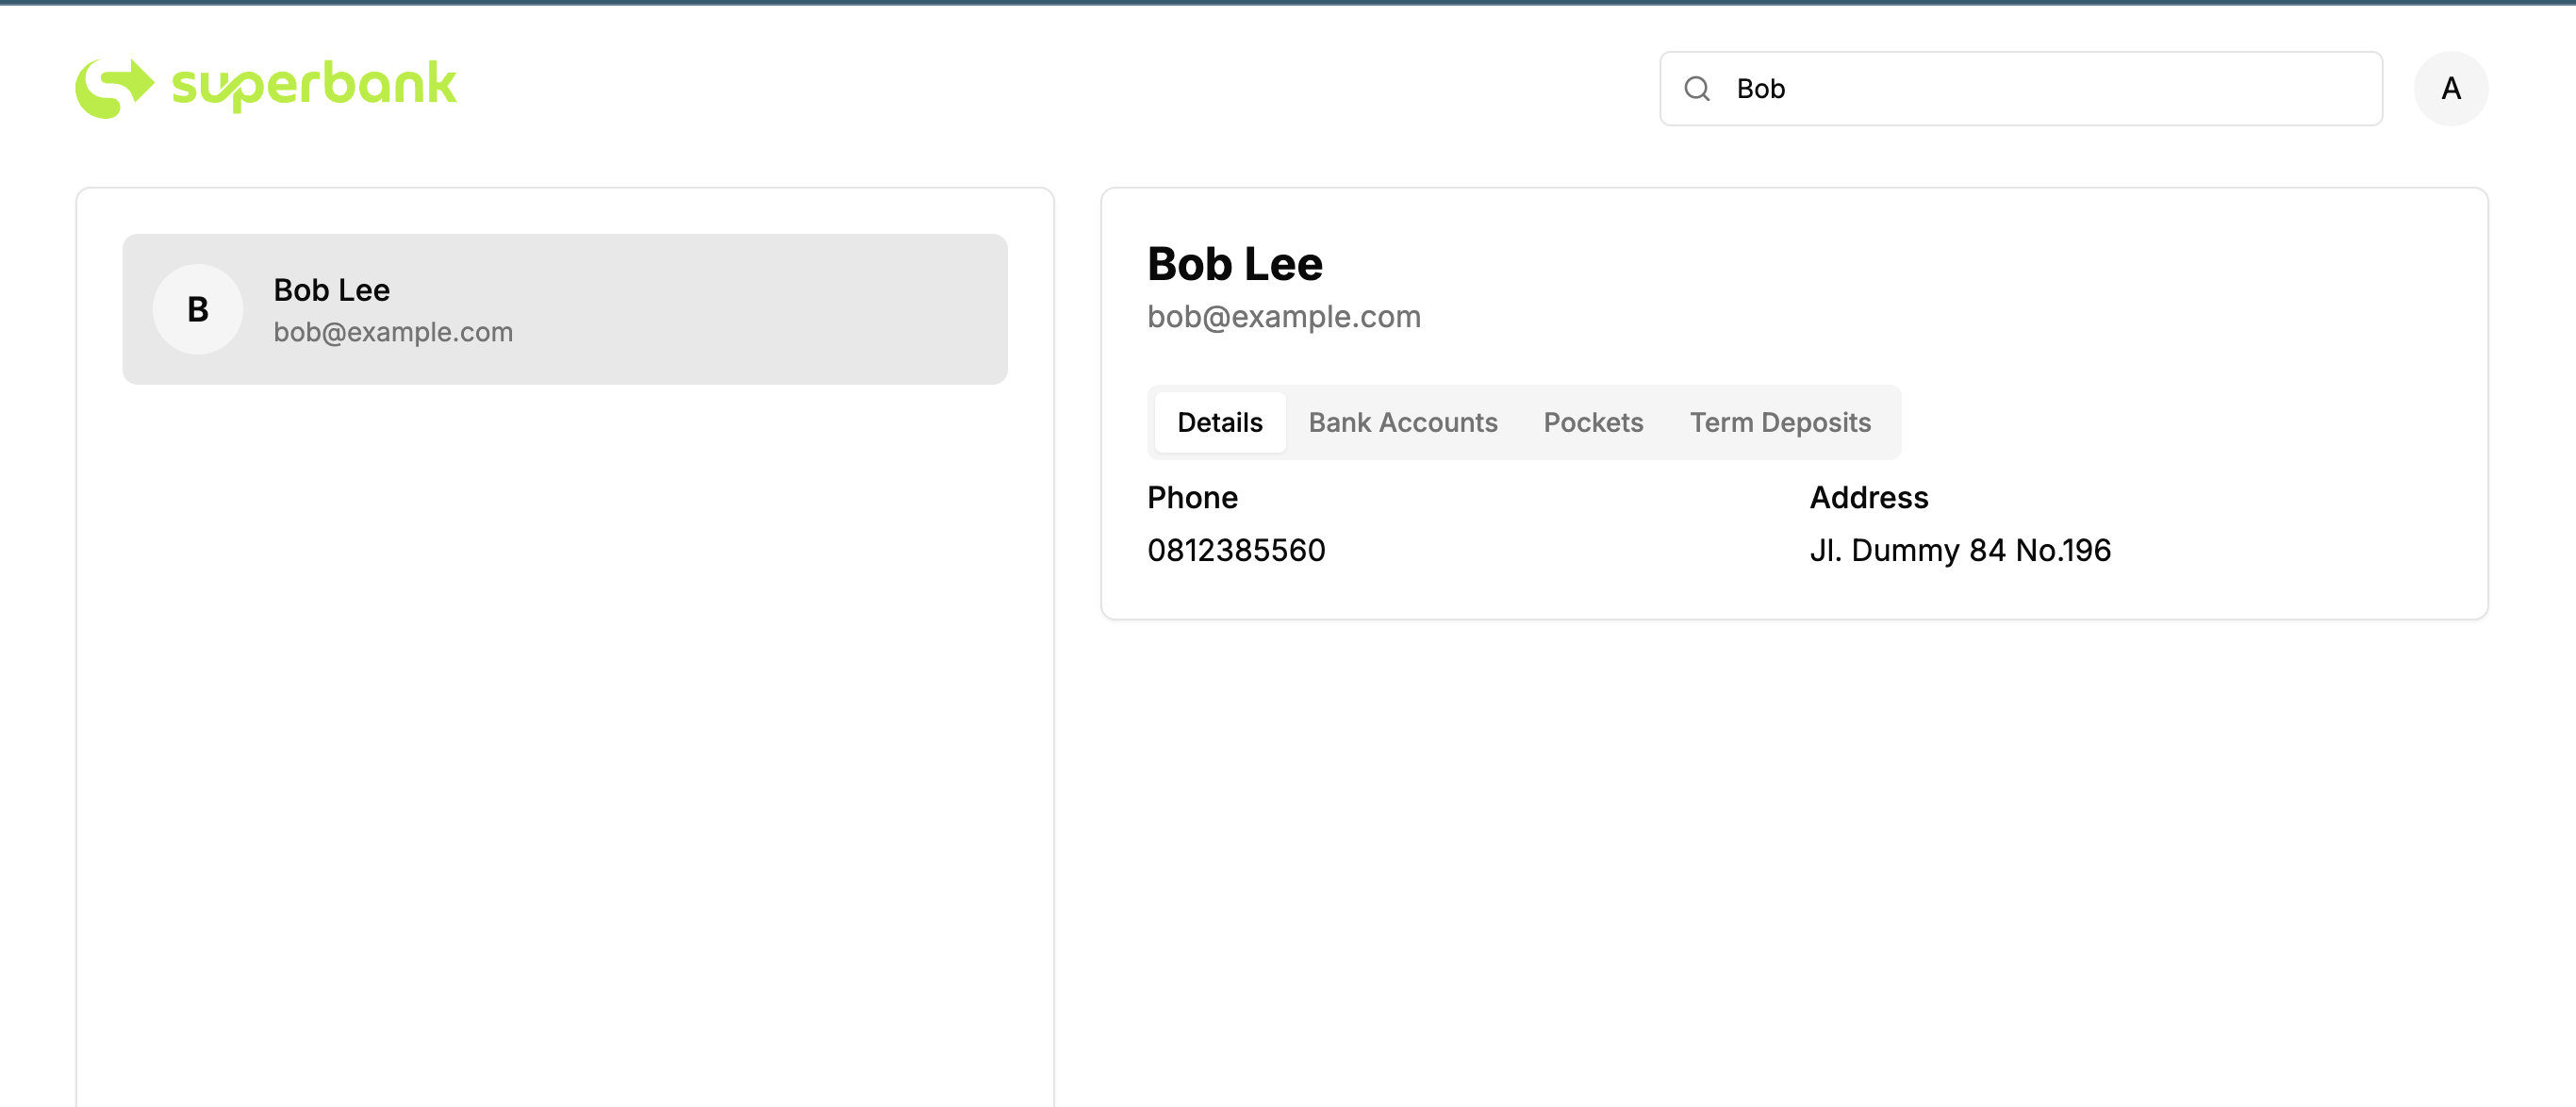 superbank
Bob
A
B
Bob Lee
bob@example.com
Bob Lee
bob@example.com
Details
Bank Accounts
Pockets
Term Deposits
Phone
0812385560
Address
Jl. Dummy 84 No.196